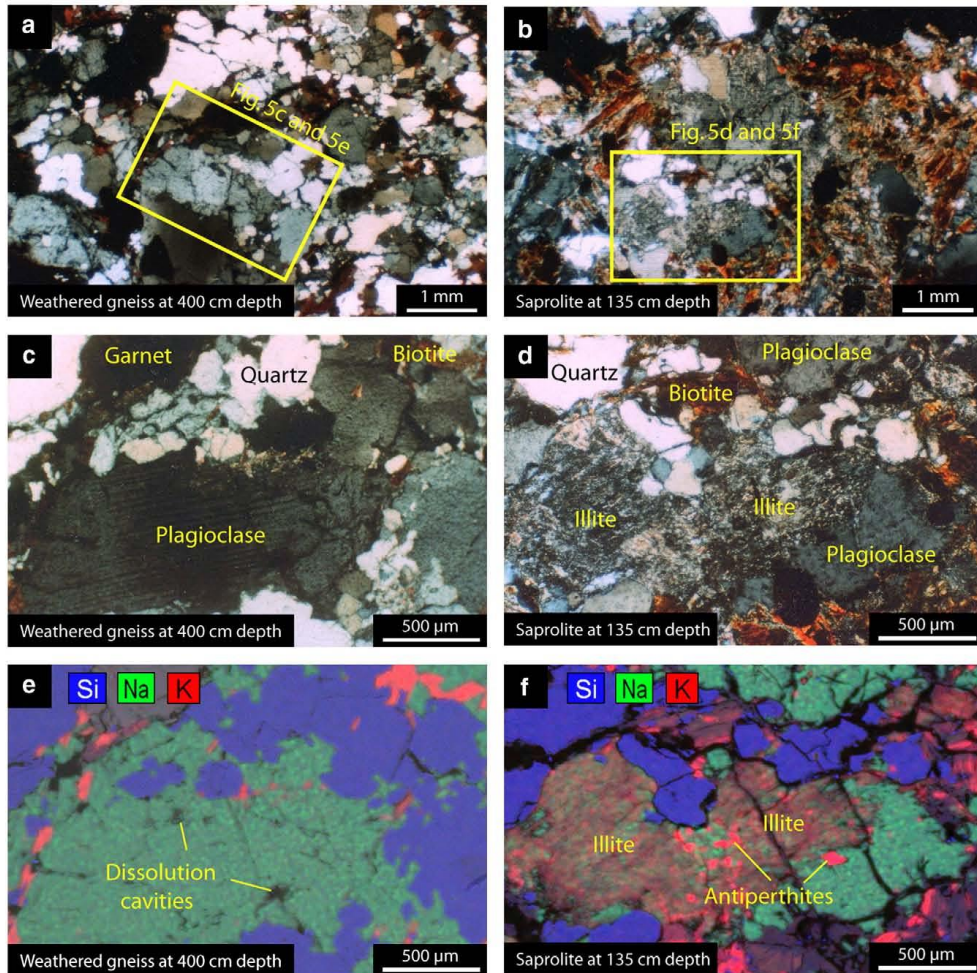 a
Fig. 5c and 5e
Weathered gneiss at 400 cm depth
1 mm
b
Fig. 5d and 5f
Saprolite at 135 cm depth
1 mm
c
Garnet
Biotite
Quartz
Plagioclase
Weathered gneiss at 400 cm depth
500 µm
d
Plagioclase
Quartz
Biotite
Illite
Illite
Plagioclase
Saprolite at 135 cm depth
500 µm
e
Si Na K
Dissolution
cavities
Weathered gneiss at 400 cm depth
500 µm
f
Si Na K
Illite
Illite
Antiperthites
Saprolite at 135 cm depth
500 µm